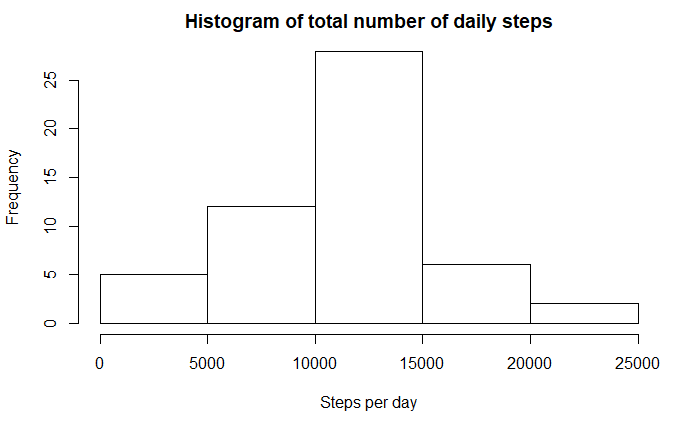 Histogram of total number of daily steps
Frequency
25
20
15
10
5
0
0 5000 10000 15000 20000 25000
Steps per day